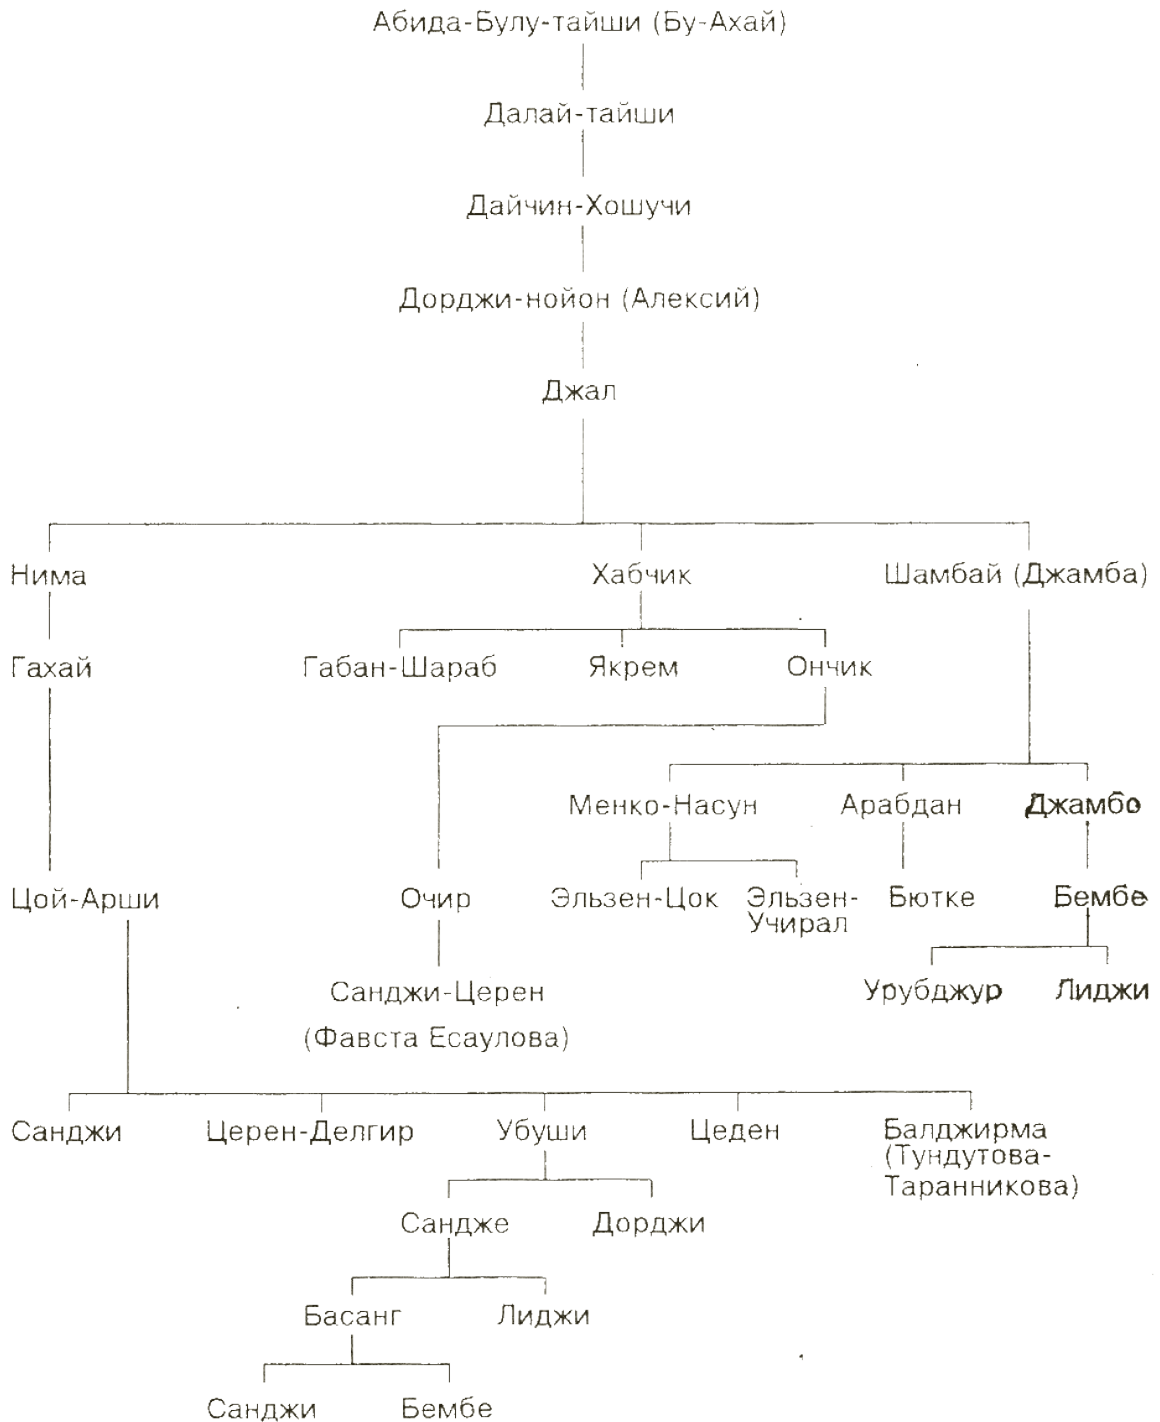 Абида-Булу-тайши (Бу-Ахай)
Далай-тайши
Дайчин-Хошучи
Дорджи-нойон (Алексий)
Джал
Нима
Хабчик
Шамбай (Джамба)
Гахай
Габан-Шараб
Якрем
Ончик
Менко-Насун
Арабдан
Джамбо
Цой-Арши
Очир
Эльзен-Цок
Эльзен-
Учирал
Бютке
Бембе
Санджи-Церен
(Фавста Есаулова)
Урубджур
Лиджи
Санджи
Церен-Делгир
Убуши
Цеден
Балджирма
(Тундутова-
Таранникова)
Сандже
Дорджи
Басанг
Лиджи
Санджи
Бембе